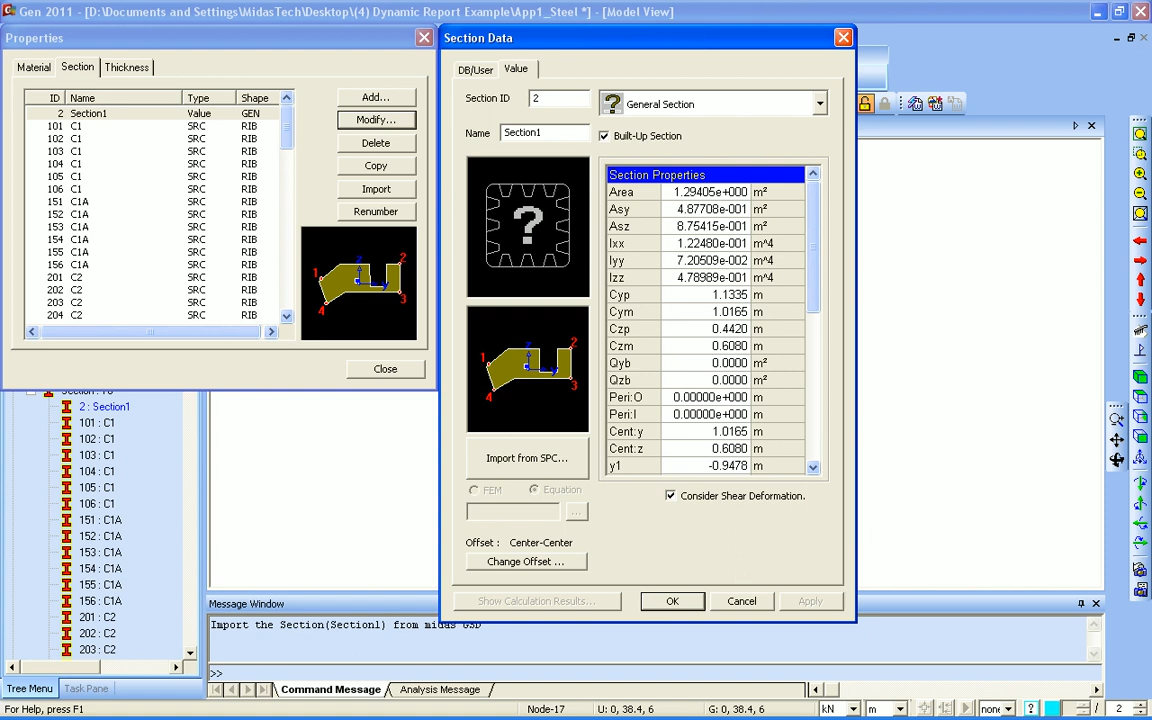 Gen 2011 - [D:\Documents and Settings\MidasTech\Desktop\(4) Dynamic Report Example\App1_Steel *] - [Model View]
Properties
Material Section Thickness
ID Name Type Shape
2 Section1 Value GEN
101 C1 SRC RIB
102 C1 SRC RIB
103 C1 SRC RIB
104 C1 SRC RIB
105 C1 SRC RIB
106 C1 SRC RIB
151 C1A SRC RIB
152 C1A SRC RIB
153 C1A SRC RIB
154 C1A SRC RIB
155 C1A SRC RIB
156 C1A SRC RIB
201 C2 SRC RIB
202 C2 SRC RIB
203 C2 SRC RIB
204 C2 SRC RIB
Add...
Modify...
Delete
Copy
Import
Renumber
1 2 3 4 z y
Close
2 : Section1
101 : C1
102 : C1
103 : C1
104 : C1
105 : C1
106 : C1
151 : C1A
152 : C1A
153 : C1A
154 : C1A
155 : C1A
156 : C1A
201 : C2
202 : C2
203 : C2
Tree Menu Task Pane
Section Data
DB/User Value
Section ID 2
? General Section
Name Section1
Built-Up Section
?
1 2 3 4 z y
Import from SPC...
FEM Equation
...
Offset : Center-Center
Change Offset ...
Section Properties
Area 1.29405e+000 m²
Asy 4.87708e-001 m²
Asz 8.75415e-001 m²
Ixx 1.22480e-001 m^4
Iyy 7.20509e-002 m^4
Izz 4.78989e-001 m^4
Cyp 1.1335 m
Cym 1.0165 m
Czp 0.4420 m
Czm 0.6080 m
Qyb 0.0000 m²
Qzb 0.0000 m²
Peri:O 0.00000e+000 m
Peri:I 0.00000e+000 m
Cent:y 1.0165 m
Cent:z 0.6080 m
y1 -0.9478 m
Consider Shear Deformation.
Show Calculation Results... OK Cancel Apply
Message Window
Import the Section(Section1) from midas GSD
>>
Command Message Analysis Message
For Help, press F1 Node-17 U: 0, 38.4, 6 G: 0, 38.4, 6 kN m none ? / 2